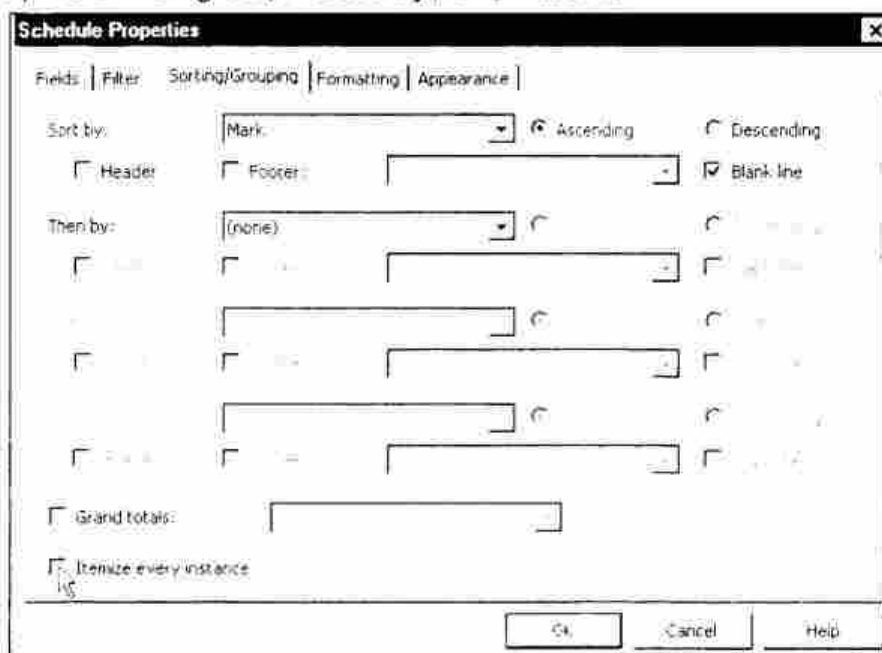 Schedule Properties
Fields Filter Sorting/Grouping Formatting Appearance
Sort by: Mark Ascending Descending
Header Footer: Blank line
Then by: (none)
Grand totals:
Itemize every instance
OK Cancel Help